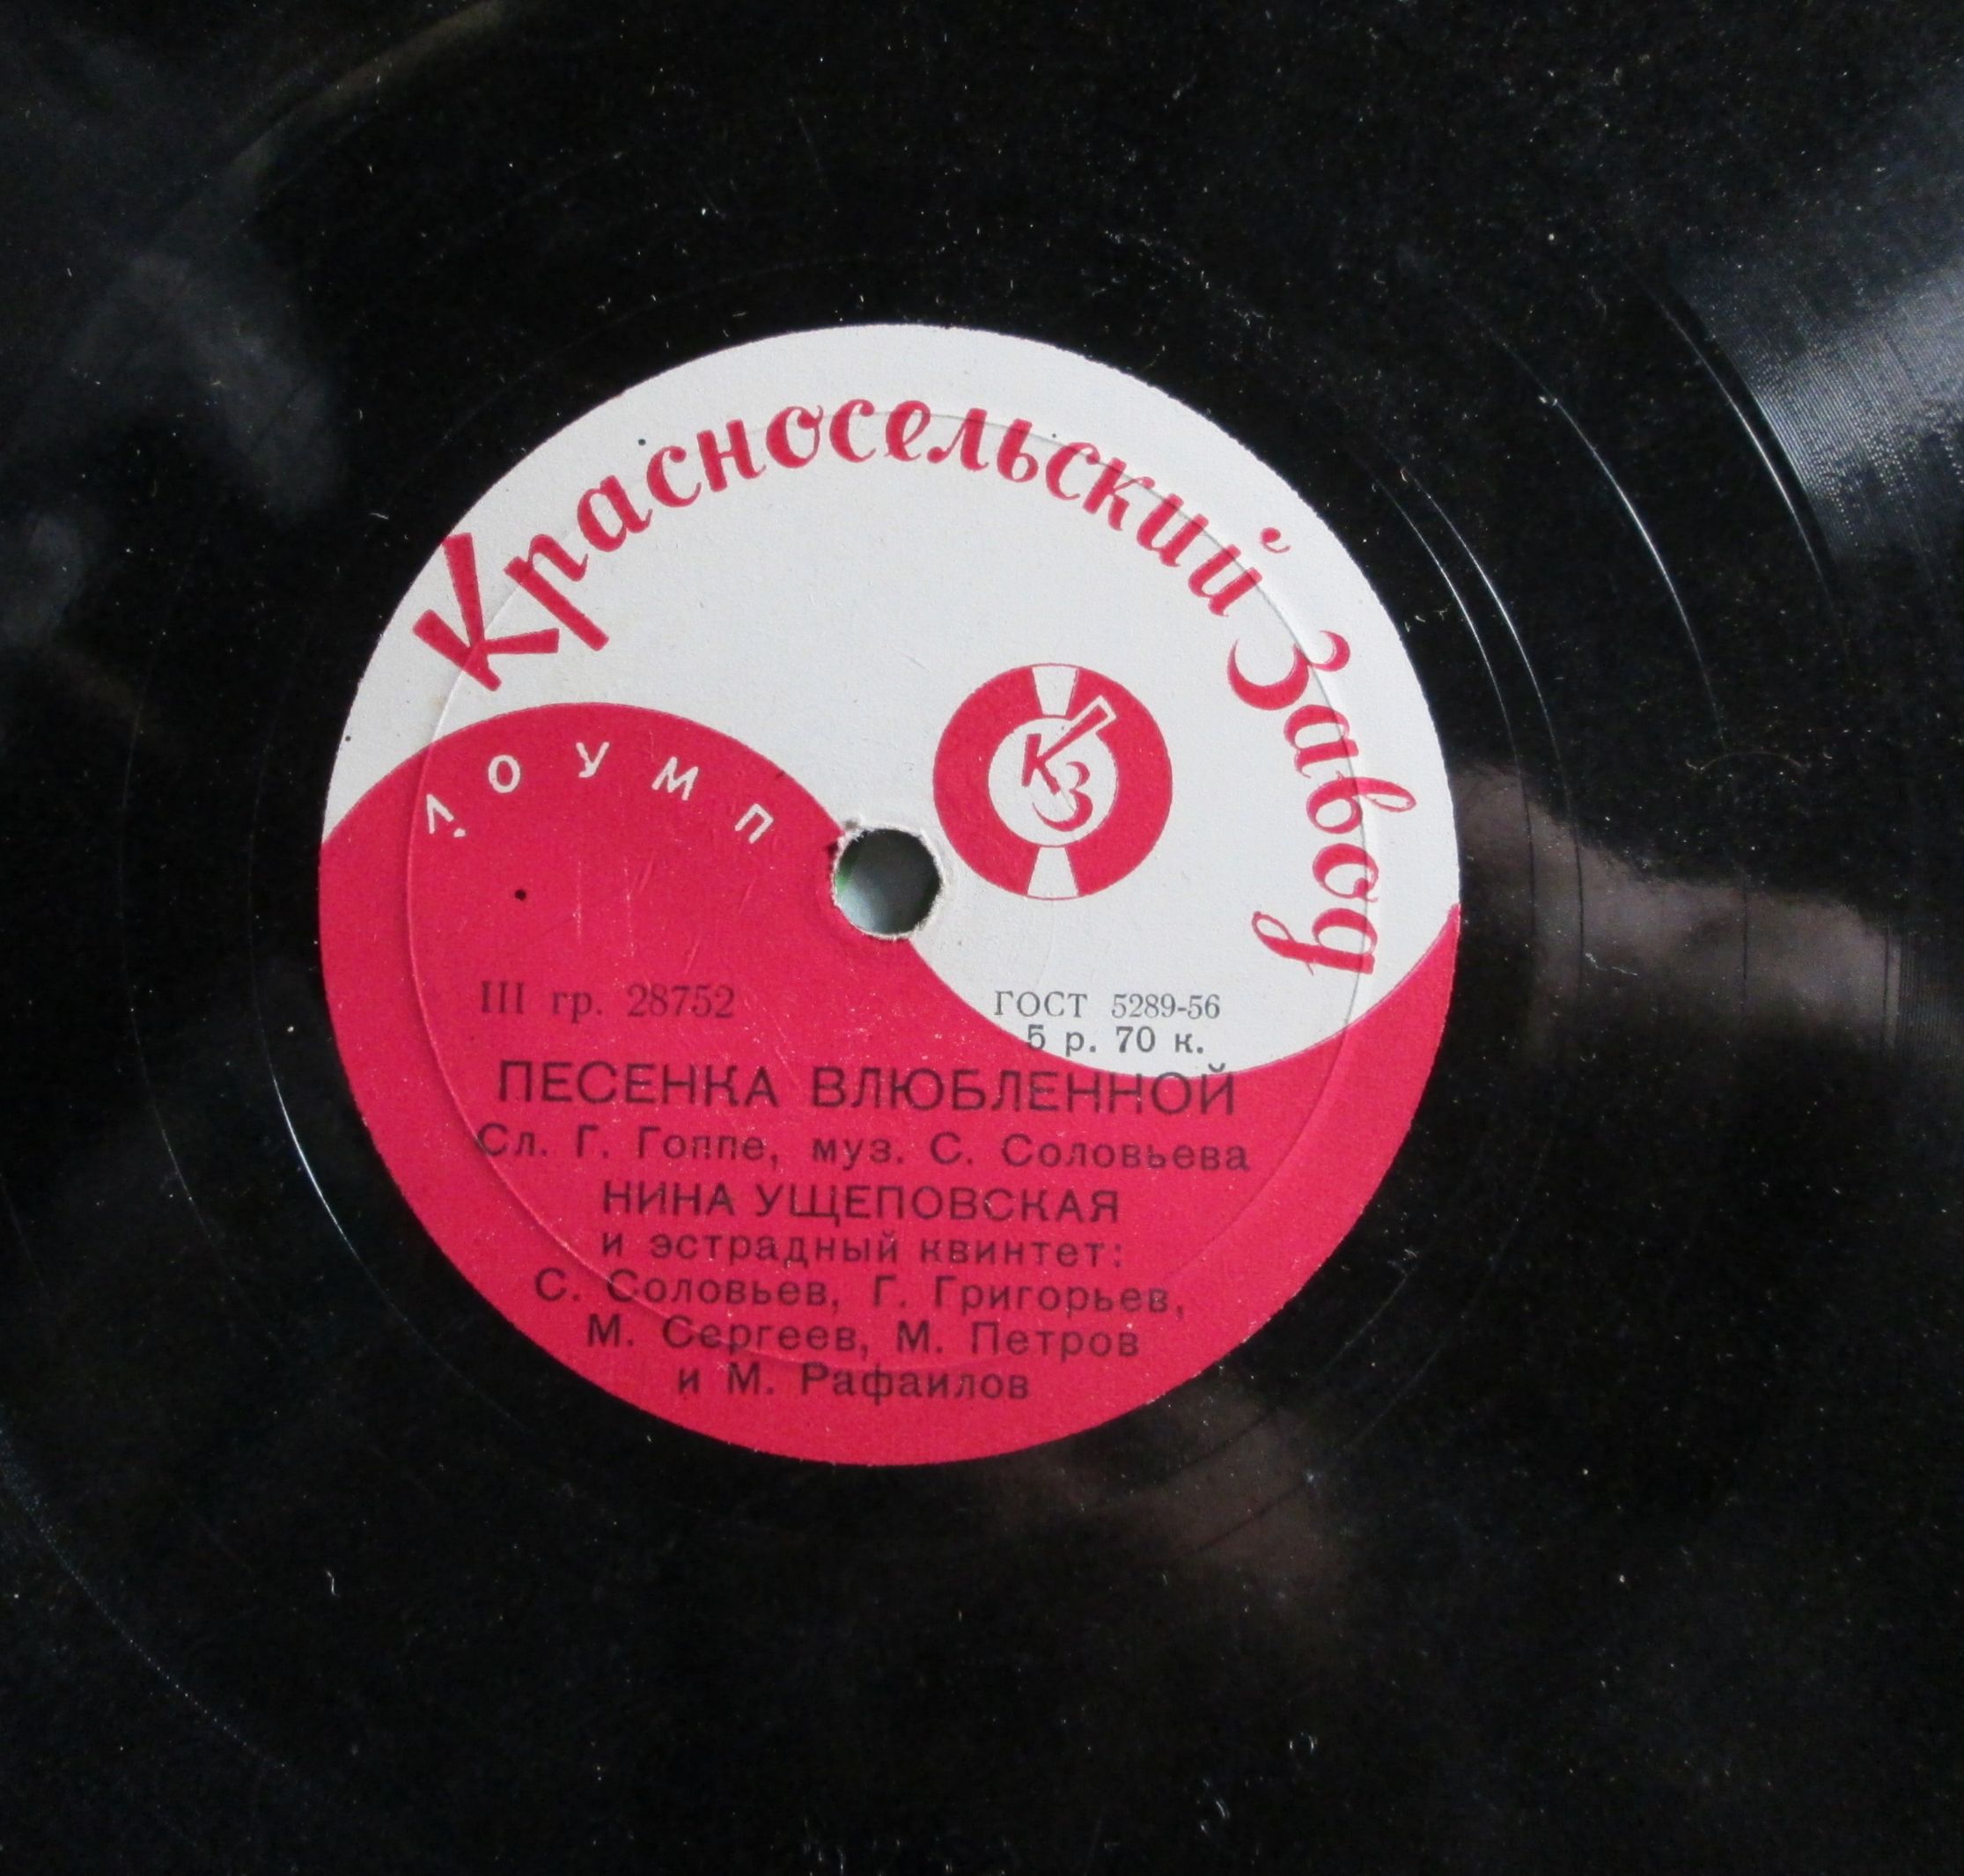 Красносельский Завод
ЛОУМП
КЗ
III гр. 28752
ГОСТ 5289-56
5 р. 70 к.
ПЕСЕНКА ВЛЮБЛЕННОЙ
Сл. Г. Гоппе, муз. С. Соловьева
НИНА УЩЕПОВСКАЯ
и эстрадный квинтет:
С. Соловьев, Г. Григорьев,
М. Сергеев, М. Петров
и М. Рафаилов